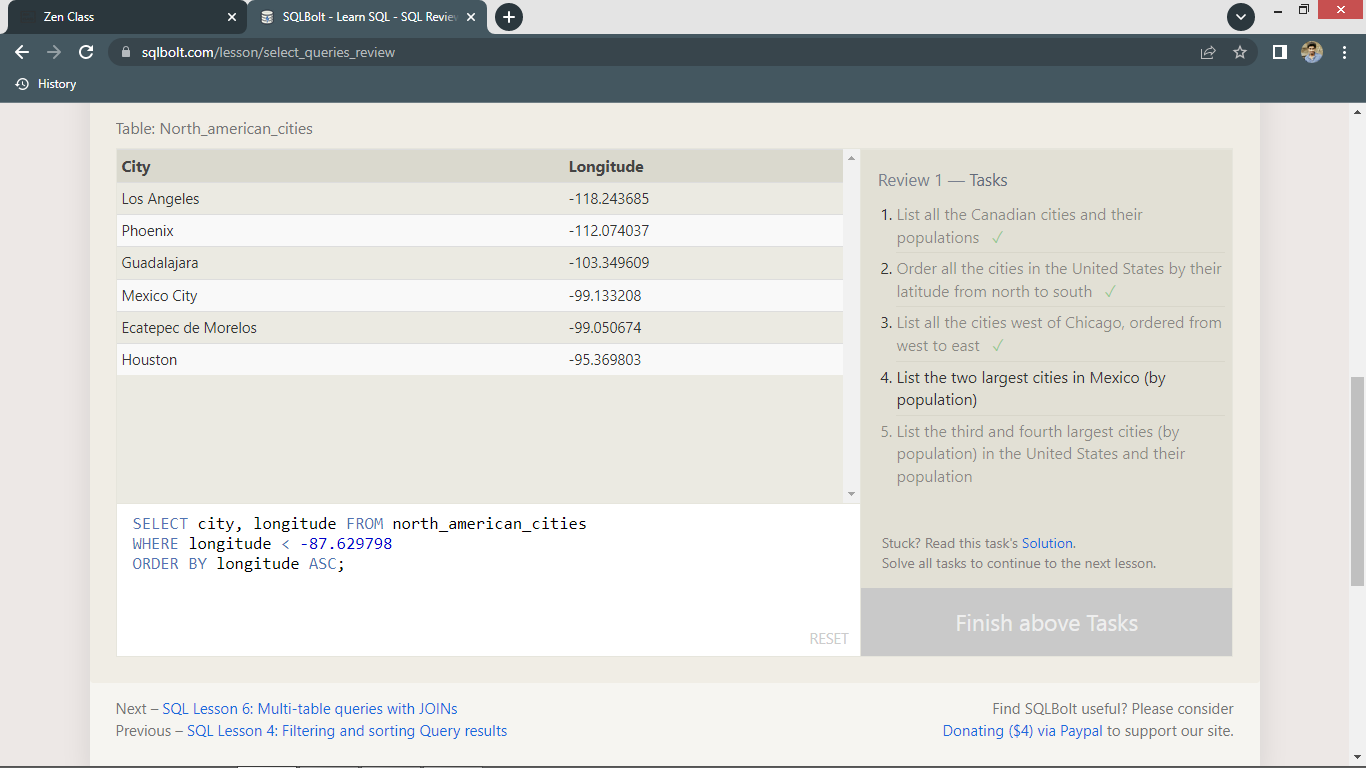 Zen Class
SQLBolt - Learn SQL - SQL Revie
sqlbolt.com/lesson/select_queries_review
History
Table: North_american_cities
City Longitude
Los Angeles -118.243685
Phoenix -112.074037
Guadalajara -103.349609
Mexico City -99.133208
Ecatepec de Morelos -99.050674
Houston -95.369803
SELECT city, longitude FROM north_american_cities
WHERE longitude < -87.629798
ORDER BY longitude ASC;
RESET
Review 1 — Tasks
1. List all the Canadian cities and their
populations ✓
2. Order all the cities in the United States by their
latitude from north to south ✓
3. List all the cities west of Chicago, ordered from
west to east ✓
4. List the two largest cities in Mexico (by
population)
5. List the third and fourth largest cities (by
population) in the United States and their
population
Stuck? Read this task's Solution.
Solve all tasks to continue to the next lesson.
Finish above Tasks
Next – SQL Lesson 6: Multi-table queries with JOINs
Previous – SQL Lesson 4: Filtering and sorting Query results
Find SQLBolt useful? Please consider
Donating ($4) via Paypal to support our site.